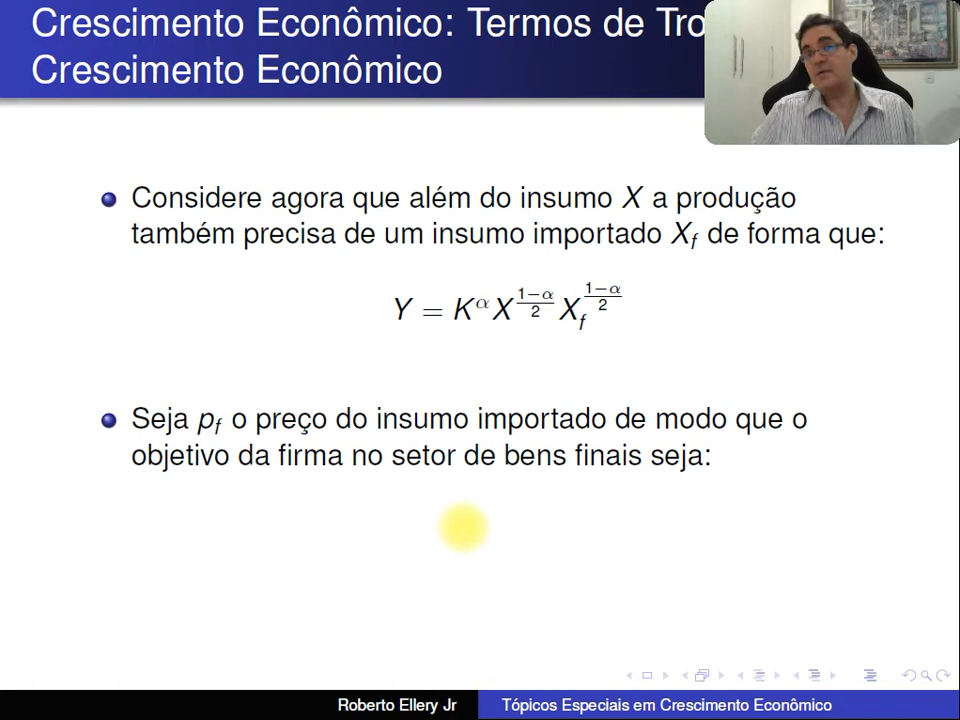 Crescimento Econômico: Termos de Tro
Crescimento Econômico
Considere agora que além do insumo X a produção
também precisa de um insumo importado X_f de forma que:
Y = K^α X^{\frac{1-α}{2}} X_f^{\frac{1-α}{2}}
Seja p_f o preço do insumo importado de modo que o
objetivo da firma no setor de bens finais seja:
Roberto Ellery Jr
Tópicos Especiais em Crescimento Econômico